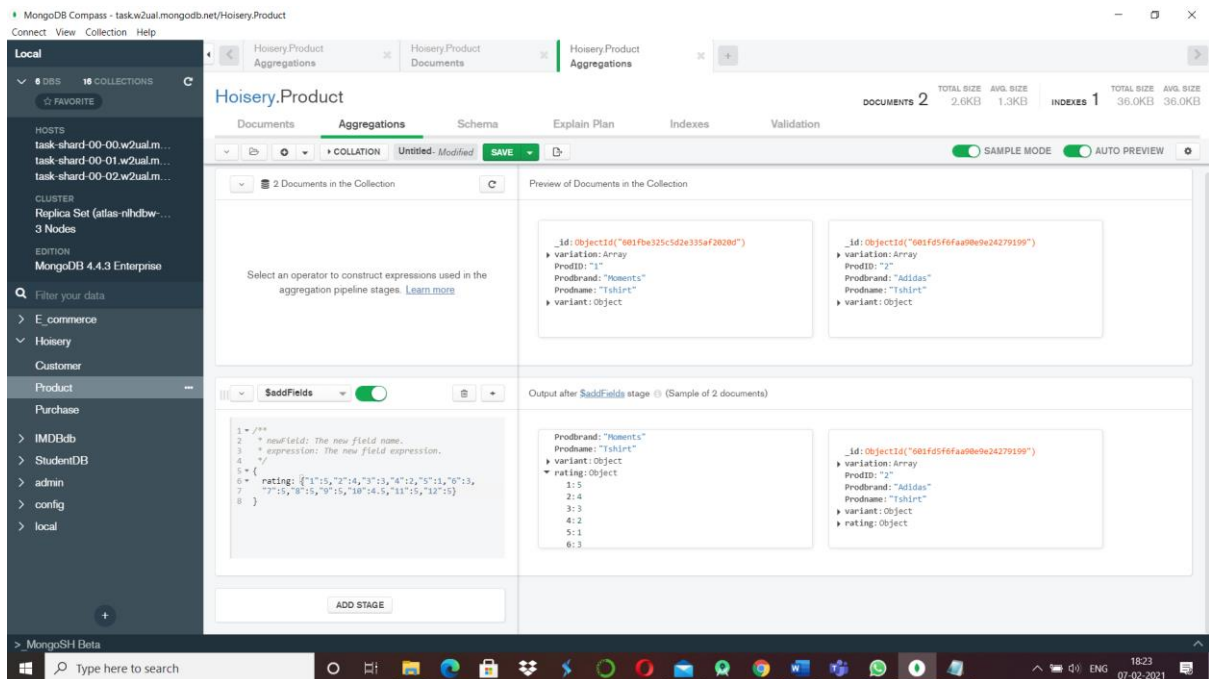 MongoDB Compass - task.w2ual.mongodb.net/Hoisery.Product
Connect View Collection Help
Local
6 DBS 16 COLLECTIONS
FAVORITE
HOSTS
task-shard-00-00.w2ual.m...
task-shard-00-01.w2ual.m...
task-shard-00-02.w2ual.m...
CLUSTER
Replica Set (atlas-nlhdbw-...
3 Nodes
EDITION
MongoDB 4.4.3 Enterprise
Filter your data
E_commerce
Hoisery
Customer
Product
Purchase
IMDBdb
StudentDB
admin
config
local
>_MongoSH Beta
Hoisery.Product
Aggregations
Hoisery.Product
Documents
Hoisery.Product
Aggregations
Hoisery.Product
DOCUMENTS 2 TOTAL SIZE 2.6KB AVG. SIZE 1.3KB INDEXES 1 TOTAL SIZE 36.0KB AVG. SIZE 36.0KB
Documents Aggregations Schema Explain Plan Indexes Validation
COLLATION Untitled- Modified SAVE SAMPLE MODE AUTO PREVIEW
2 Documents in the Collection
Preview of Documents in the Collection
Select an operator to construct expressions used in the
aggregation pipeline stages. Learn more
_id:ObjectId("601fbe325c5d2e335af2020d")
variation:Array
ProdID:"1"
Prodbrand:"Moments"
Prodname:"Tshirt"
variant:Object
_id:ObjectId("601fd5f6faa90e9e24279199")
variation:Array
ProdID:"2"
Prodbrand:"Adidas"
Prodname:"Tshirt"
variant:Object
$addFields
Output after $addFields stage (Sample of 2 documents)
1 /**
2 * newField: The new field name.
3 * expression: The new field expression.
4 */
5 {
6 rating: {"1":5,"2":4,"3":3,"4":2,"5":1,"6":3,
7 "7":5,"8":5,"9":5,"10":4.5,"11":5,"12":5}
8 }
Prodbrand:"Moments"
Prodname:"Tshirt"
variant:Object
rating:Object
1:5
2:4
3:3
4:2
5:1
6:3
_id:ObjectId("601fd5f6faa90e9e24279199")
variation:Array
ProdID:"2"
Prodbrand:"Adidas"
Prodname:"Tshirt"
variant:Object
rating:Object
ADD STAGE
Type here to search
ENG
18:23
07-02-2021